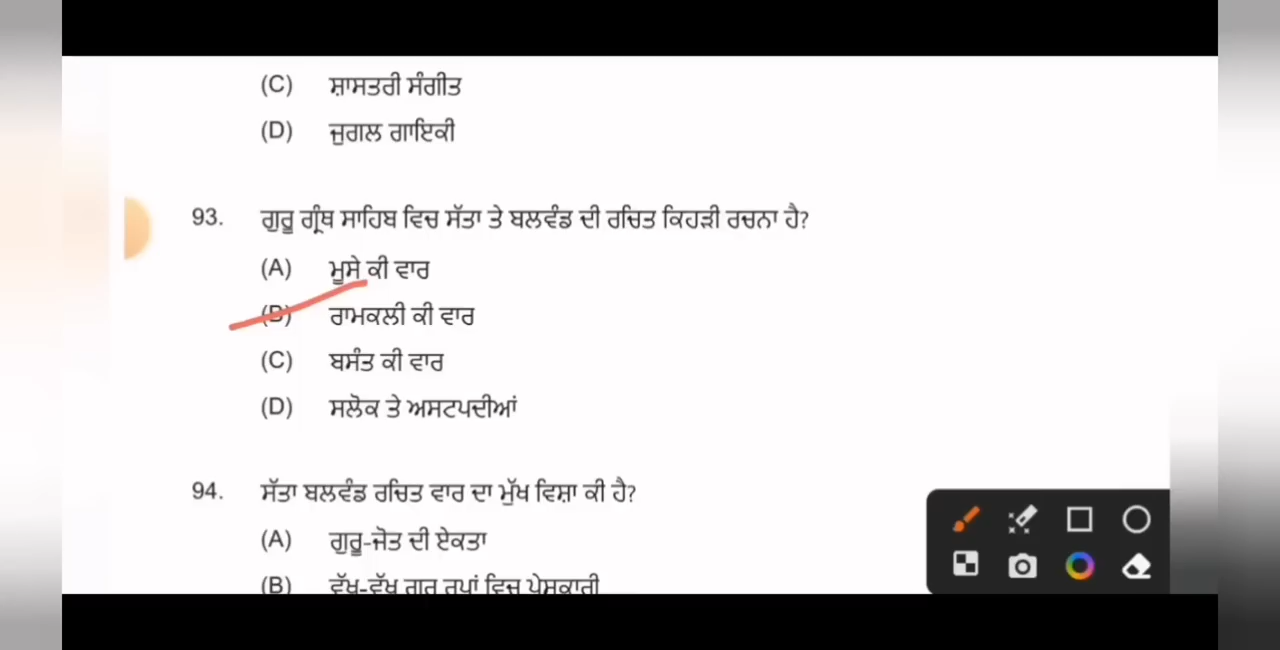 (C) ਸ਼ਾਸਤਰੀ ਸੰਗੀਤ
(D) ਜੁਗਲ ਗਾਇਕੀ
93. ਗੁਰੂ ਗ੍ਰੰਥ ਸਾਹਿਬ ਵਿਚ ਸੱਤਾ ਤੇ ਬਲਵੰਡ ਦੀ ਰਚਿਤ ਕਿਹੜੀ ਰਚਨਾ ਹੈ?
(A) ਮੂਸੇ ਕੀ ਵਾਰ
(B) ਰਾਮਕਲੀ ਕੀ ਵਾਰ
(C) ਬਸੰਤ ਕੀ ਵਾਰ
(D) ਸਲੋਕ ਤੇ ਅਸਟਪਦੀਆਂ
94. ਸੱਤਾ ਬਲਵੰਡ ਰਚਿਤ ਵਾਰ ਦਾ ਮੁੱਖ ਵਿਸ਼ਾ ਕੀ ਹੈ?
(A) ਗੁਰੂ-ਜੋਤ ਦੀ ਏਕਤਾ
(B) ਵੱਖ-ਵੱਖ ਗੁਰ ਰੂਪਾਂ ਵਿਚ ਪੇਸ਼ਕਾਰੀ